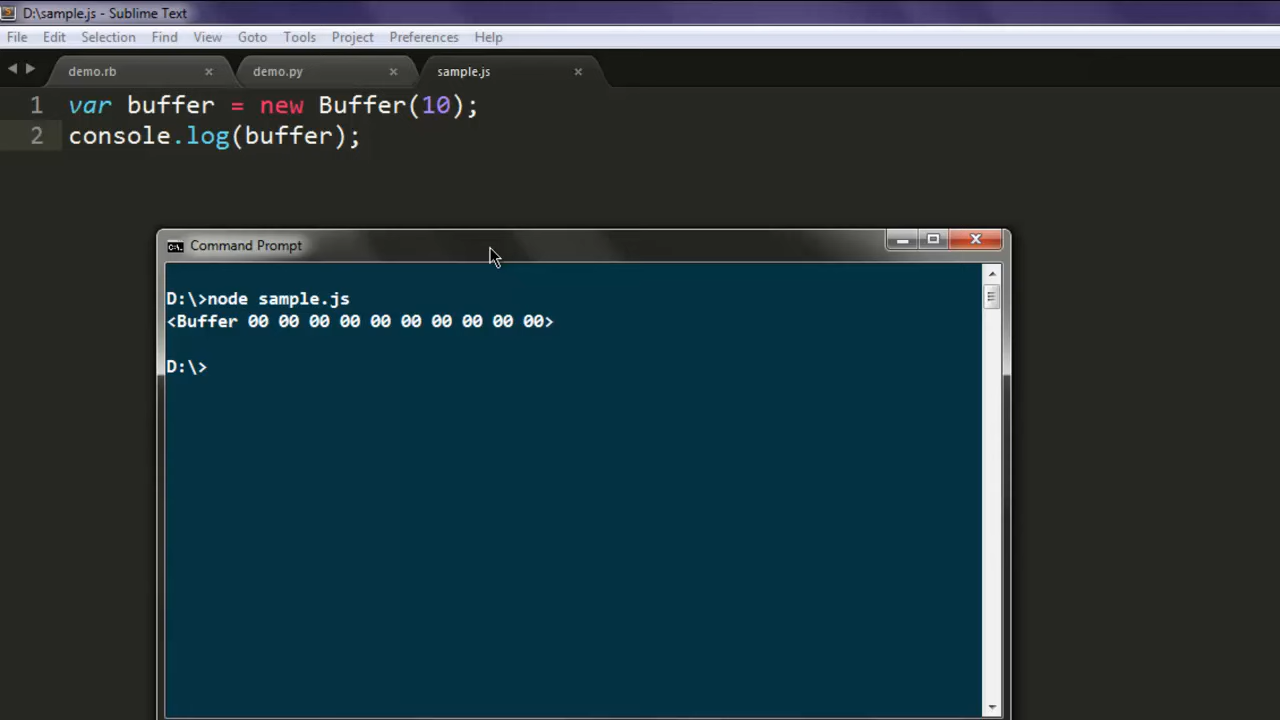 D:\sample.js - Sublime Text
File Edit Selection Find View Goto Tools Project Preferences Help
demo.rb demo.py sample.js
1 var buffer = new Buffer(10);
2 console.log(buffer);
Command Prompt
D:\>node sample.js
<Buffer 00 00 00 00 00 00 00 00 00 00>
D:\>